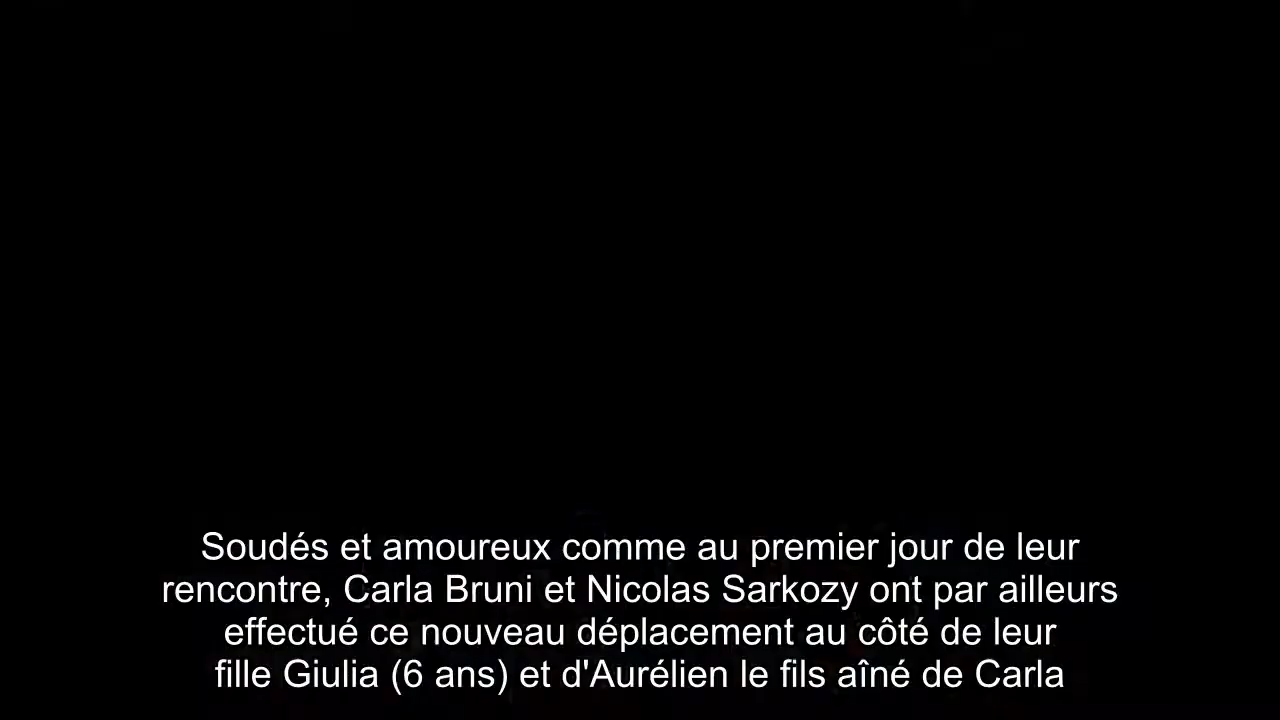 Soudés et amoureux comme au premier jour de leur
rencontre, Carla Bruni et Nicolas Sarkozy ont par ailleurs
effectué ce nouveau déplacement au côté de leur
fille Giulia (6 ans) et d'Aurélien le fils aîné de Carla